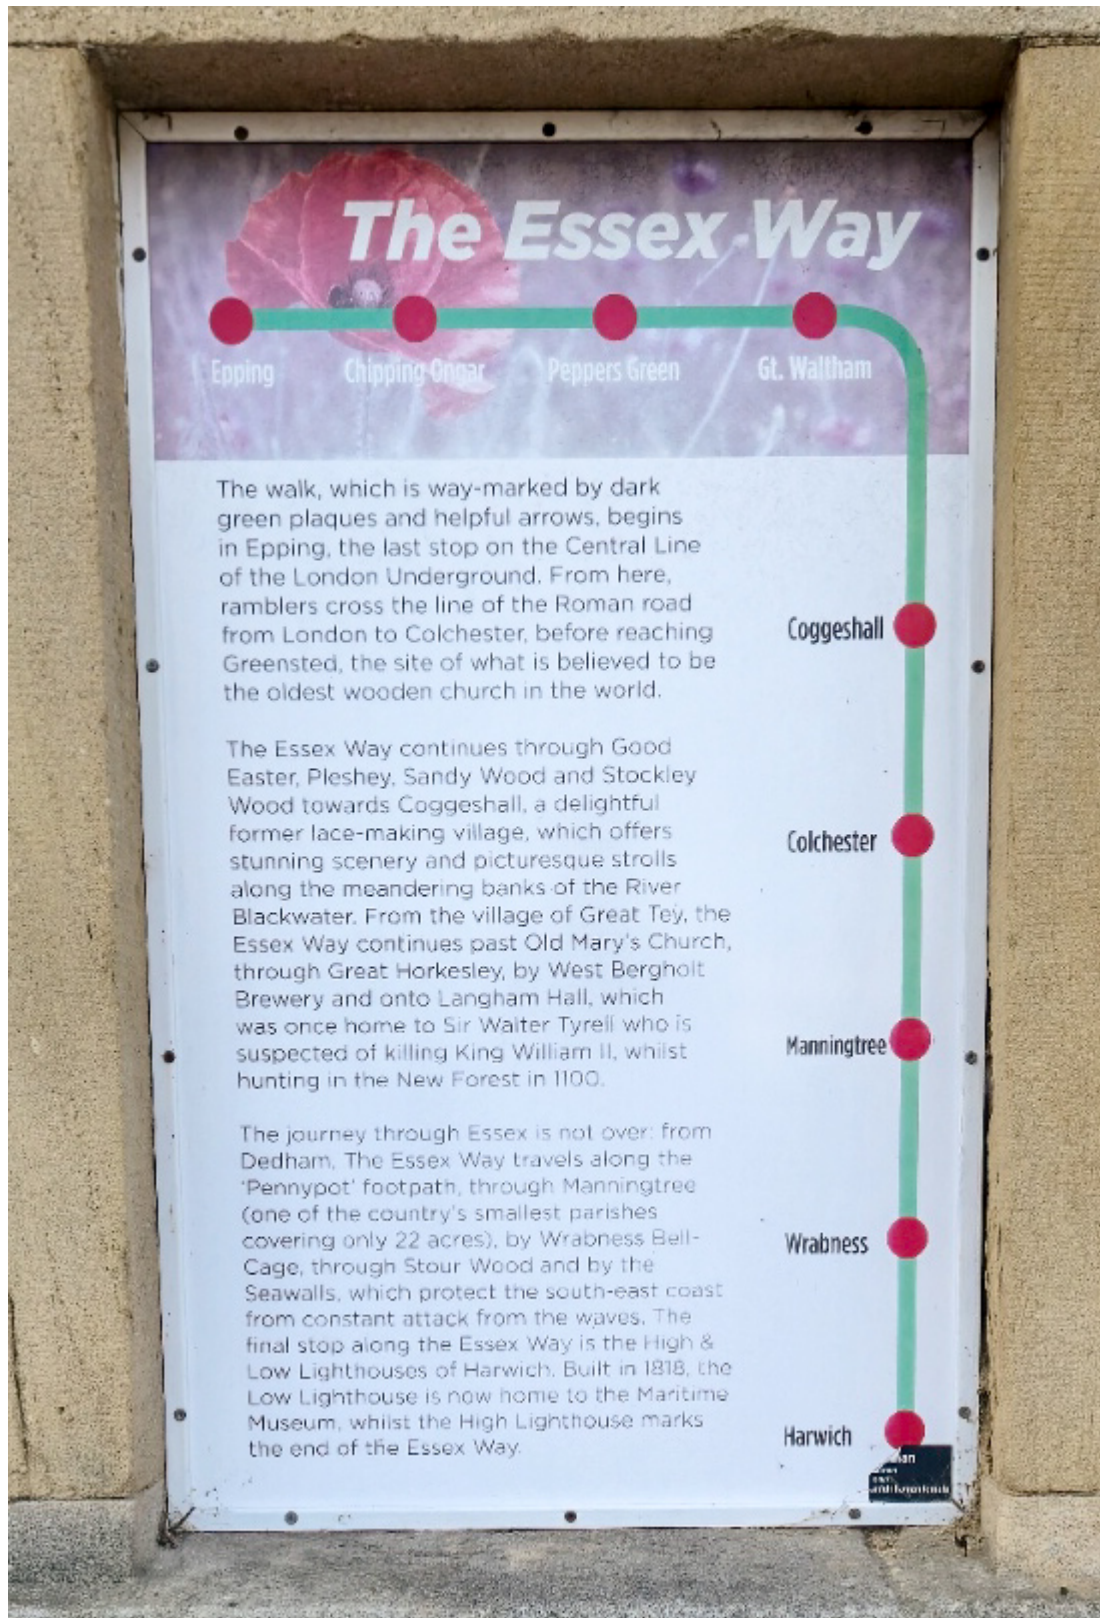 The Essex Way
Epping
Chipping Ongar
Peppers Green
Gt. Waltham
The walk, which is way-marked by dark
green plaques and helpful arrows, begins
in Epping, the last stop on the Central Line
of the London Underground. From here,
ramblers cross the line of the Roman road
from London to Colchester, before reaching
Greensted, the site of what is believed to be
the oldest wooden church in the world.
The Essex Way continues through Good
Easter, Pleshey, Sandy Wood and Stockley
Wood towards Coggeshall, a delightful
former lace-making village, which offers
stunning scenery and picturesque strolls
along the meandering banks of the River
Blackwater. From the village of Great Tey, the
Essex Way continues past Old Mary's Church,
through Great Horkesley, by West Bergholt
Brewery and onto Langham Hall, which
was once home to Sir Walter Tyrell who is
suspected of killing King William II, whilst
hunting in the New Forest in 1100.
The journey through Essex is not over: from
Dedham, The Essex Way travels along the
'Pennypot' footpath, through Manningtree
(one of the country's smallest parishes
covering only 22 acres), by Wrabness Bell-
Cage, through Stour Wood and by the
Seawalls, which protect the south-east coast
from constant attack from the waves. The
final stop along the Essex Way is the High &
Low Lighthouses of Harwich. Built in 1818, the
Low Lighthouse is now home to the Maritime
Museum, whilst the High Lighthouse marks
the end of the Essex Way.
Coggeshall
Colchester
Manningtree
Wrabness
Harwich